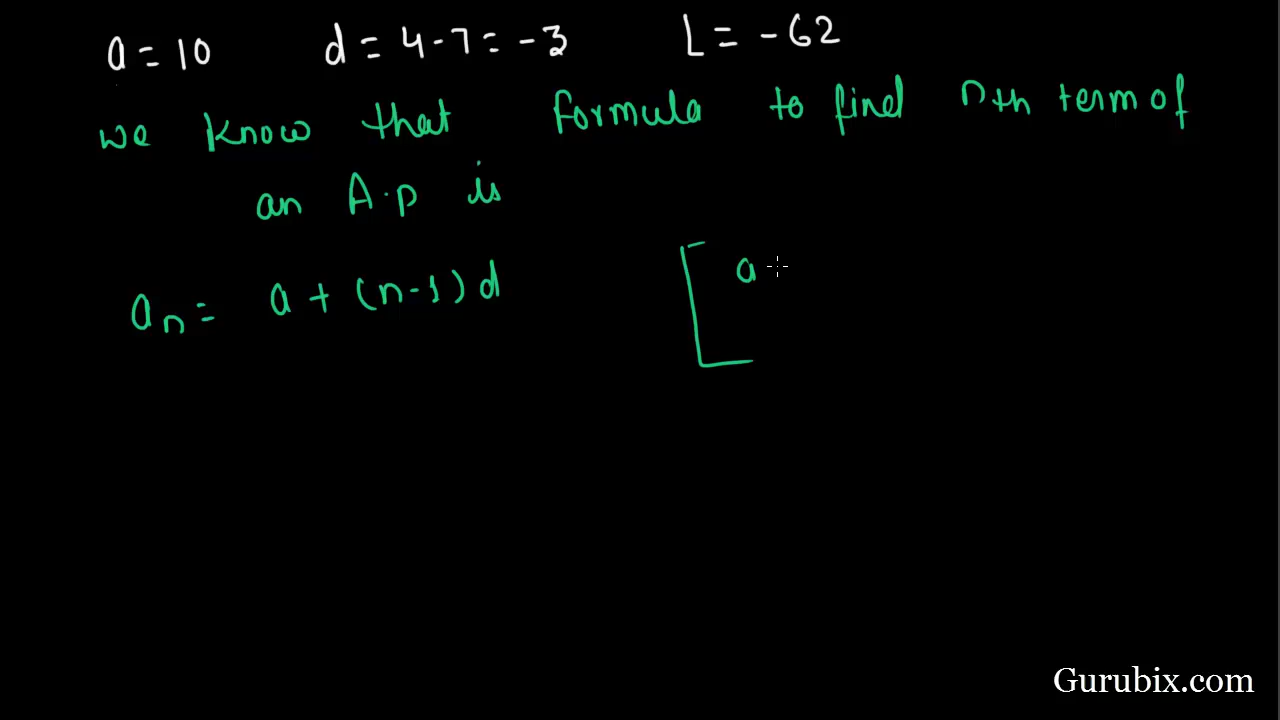 a = 10 d = 4 - 7 = -3 L = -62
we know that formula to find nth term of
an A.p is
an = a + (n-1) d [ a
Gurubix.com